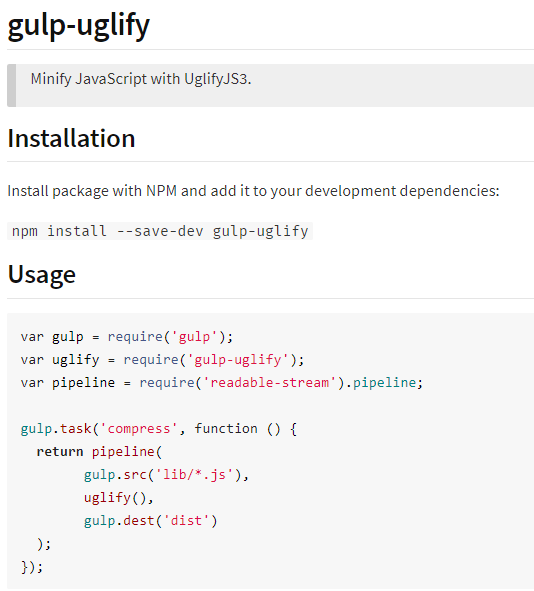 gulp-uglify
Minify JavaScript with UglifyJS3.
Installation
Install package with NPM and add it to your development dependencies:
npm install --save-dev gulp-uglify
Usage
var gulp = require('gulp');
var uglify = require('gulp-uglify');
var pipeline = require('readable-stream').pipeline;

gulp.task('compress', function () {
  return pipeline(
        gulp.src('lib/*.js'),
        uglify(),
        gulp.dest('dist')
  );
});